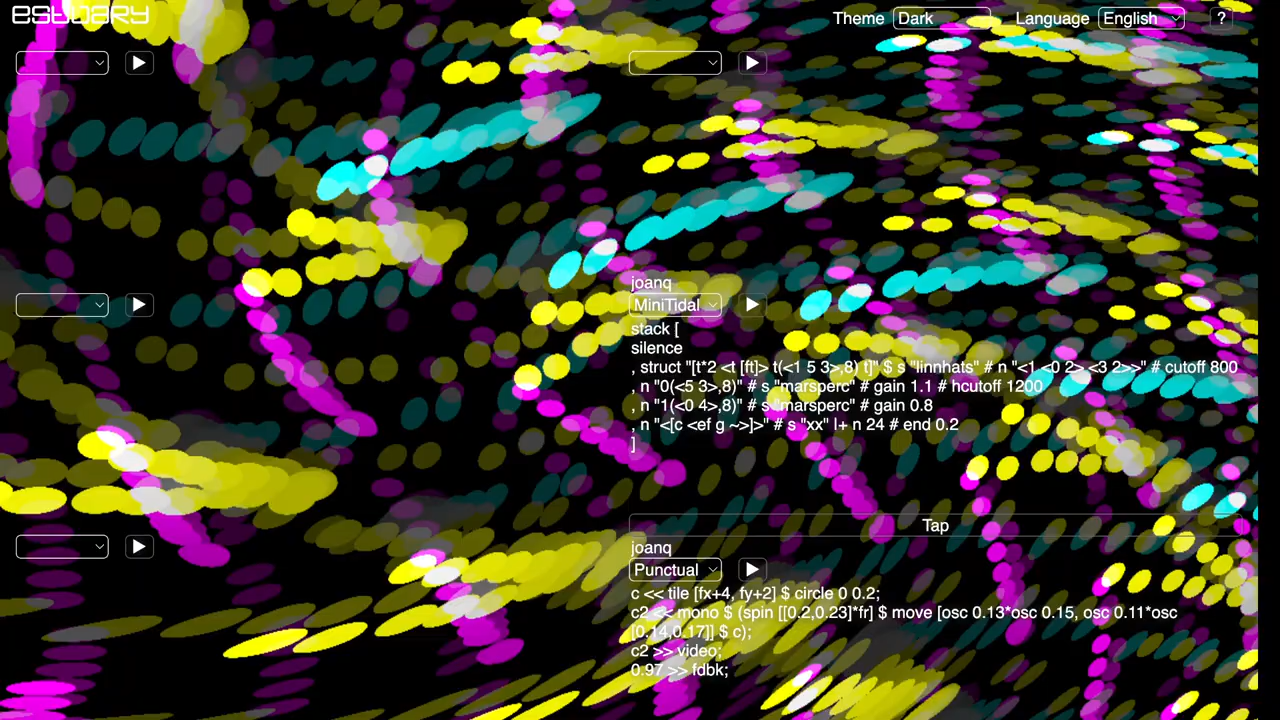 estuary
Theme Dark Language English ?
joanq
MiniTidal
stack [
silence
, struct "[t*2 <t [ft]> t(<1 5 3>,8) t]" $ s "linnhats" # n "<1 <0 2> <3 2>>" # cutoff 800
, n "0(<5 3>,8)" # s "marsperc" # gain 1.1 # hcutoff 1200
, n "1(<0 4>,8)" # s "marsperc" # gain 0.8
, n "<[c <ef g ~>]>" # s "xx" |+ n 24 # end 0.2
]
Tap
joanq
Punctual
c << tile [fx+4, fy+2] $ circle 0 0.2;
c2 << mono $ (spin [[0.2,0.23]*fr] $ move [osc 0.13*osc 0.15, osc 0.11*osc
[0.14,0.17]] $ c);
c2 >> video;
0.97 >> fdbk;